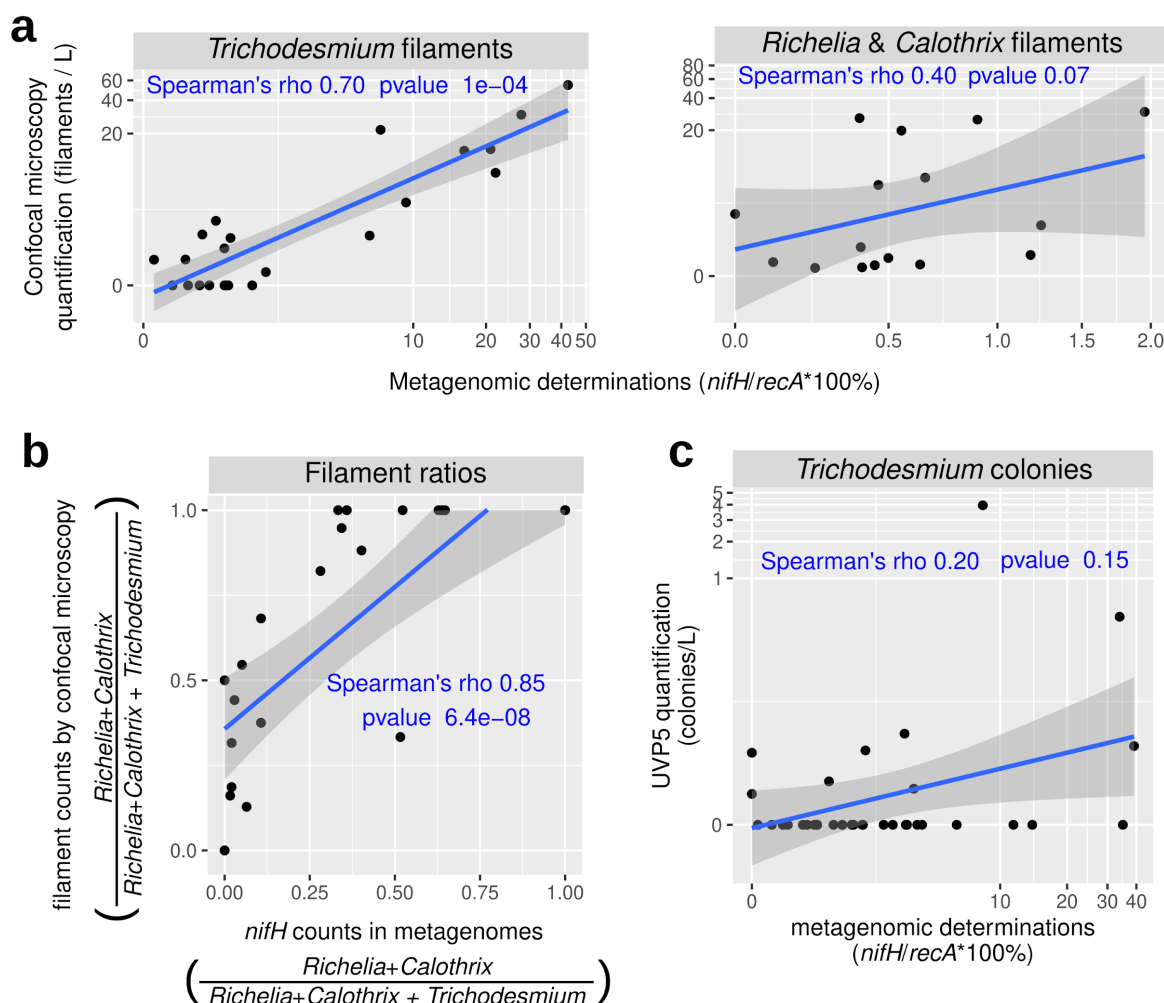 a
Trichodesmium filaments
Spearman's rho 0.70 pvalue 1e−04
Confocal microscopy
quantification (filaments / L)
60
40
20
0
0 10 20 30 40 50
Richelia & Calothrix filaments
Spearman's rho 0.40 pvalue 0.07
80
60
40
20
0
0.0 0.5 1.0 1.5 2.0
Metagenomic determinations (nifH/recA*100%)
b
Filament ratios
filament counts by confocal microscopy
(Richelia+Calothrix
Richelia+Calothrix + Trichodesmium)
1.0
0.5
0.0
Spearman's rho 0.85
pvalue 6.4e−08
0.00 0.25 0.50 0.75 1.00
nifH counts in metagenomes
(Richelia+Calothrix
Richelia+Calothrix + Trichodesmium)
c
Trichodesmium colonies
UVP5 quantification
(colonies/L)
5
4
3
2
1
0
Spearman's rho 0.20 pvalue 0.15
0 10 20 30 40
metagenomic determinations
(nifH/recA*100%)